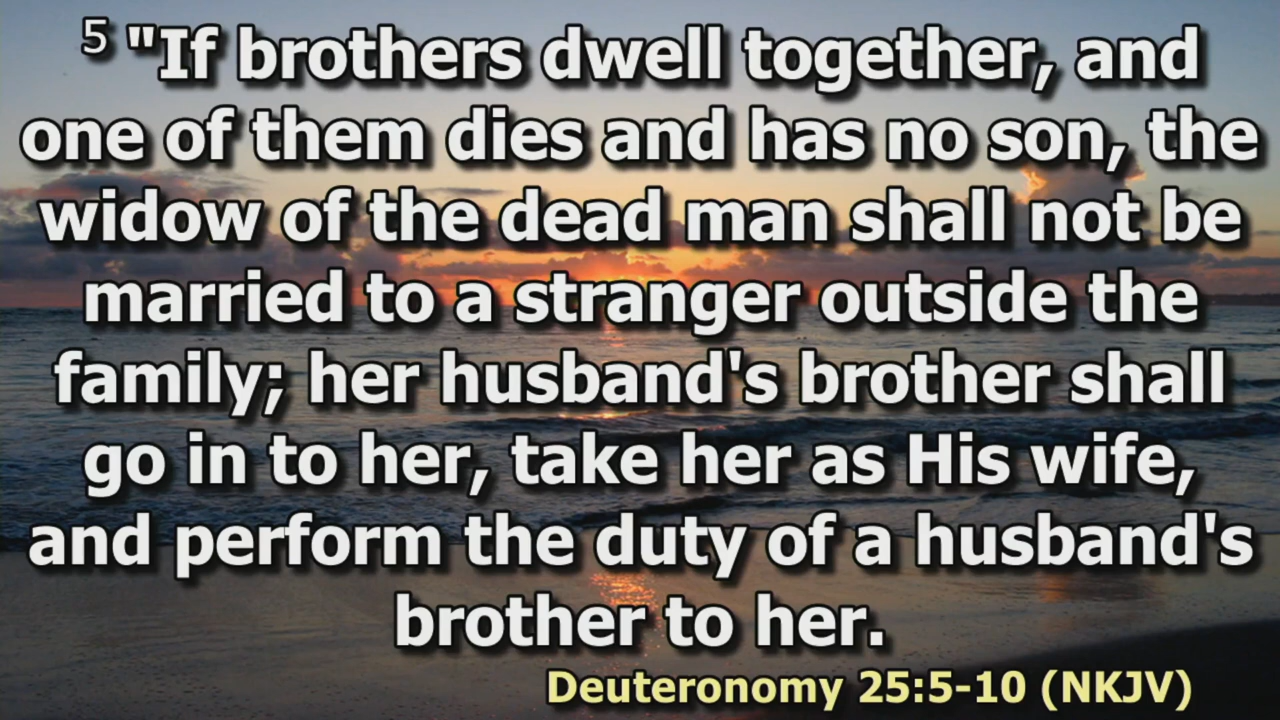 5 "If brothers dwell together, and
one of them dies and has no son, the
widow of the dead man shall not be
married to a stranger outside the
family; her husband's brother shall
go in to her, take her as His wife,
and perform the duty of a husband's
brother to her.
Deuteronomy 25:5-10 (NKJV)